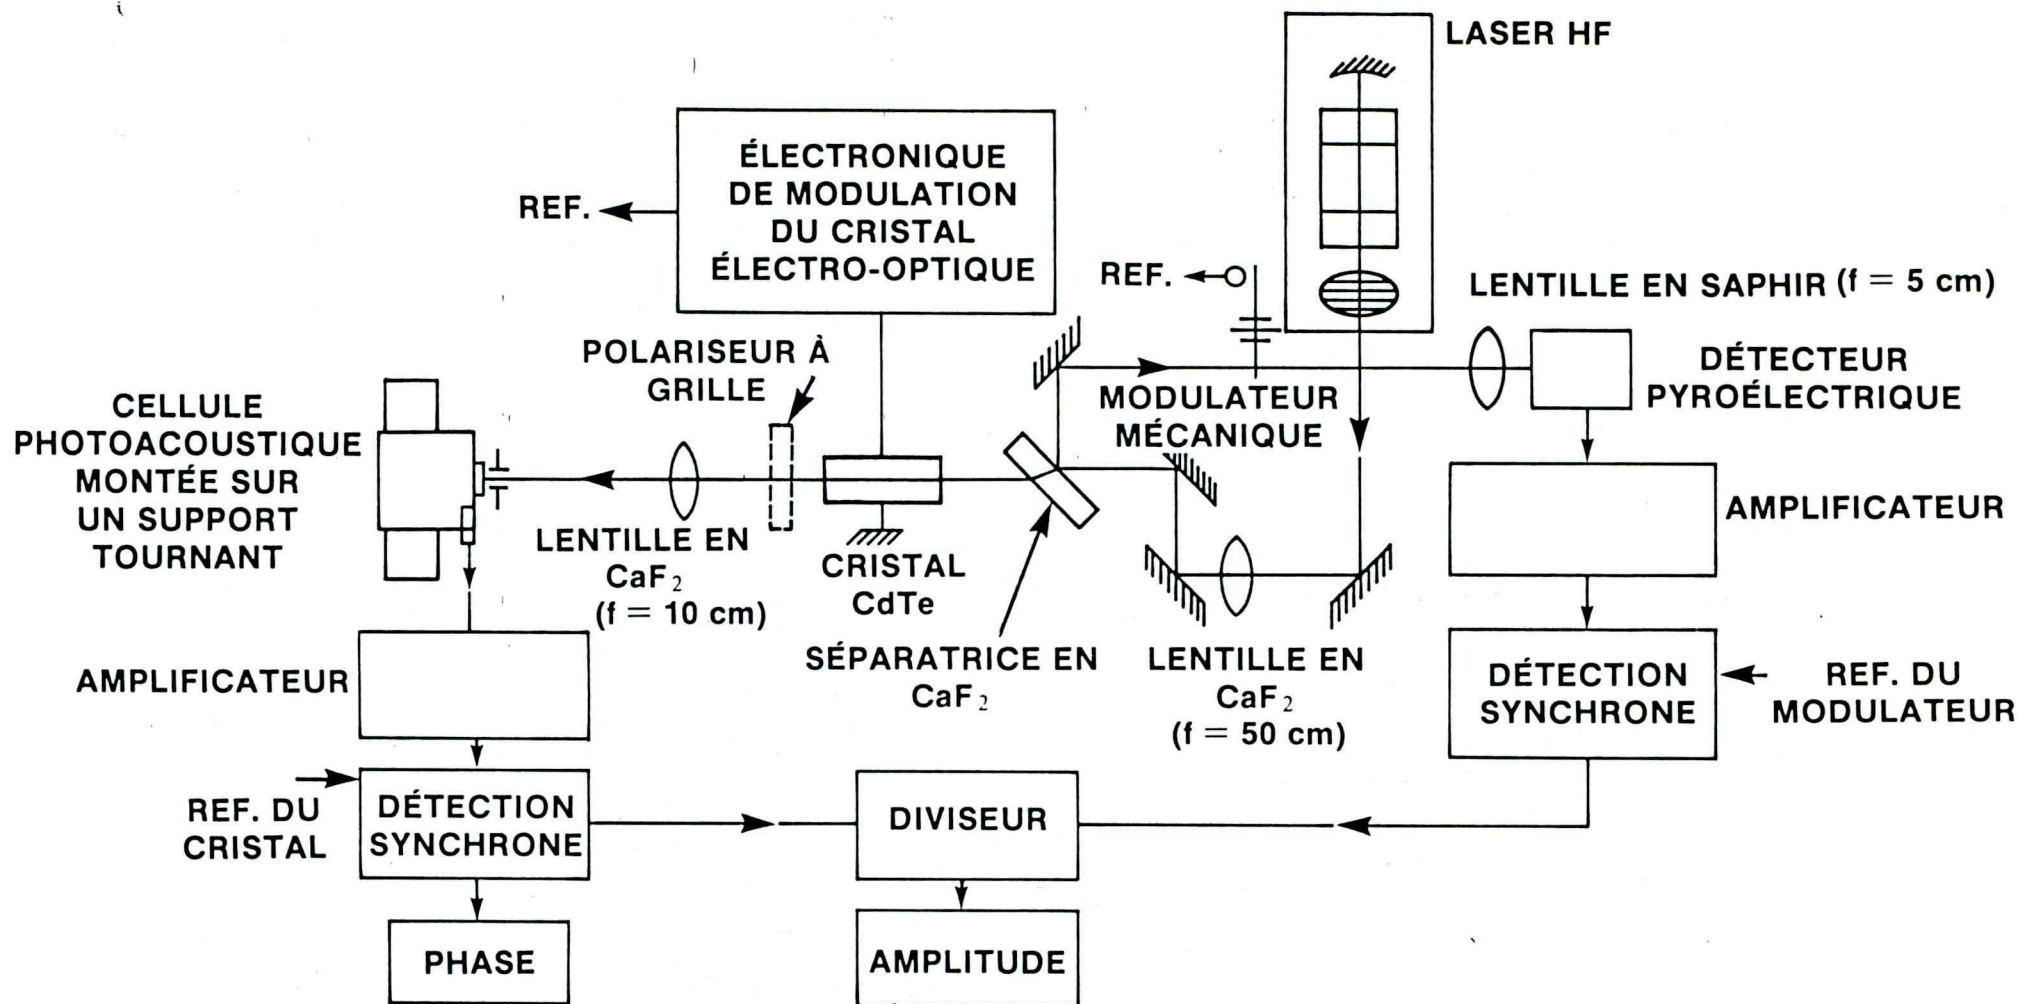 LASER HF
ÉLECTRONIQUE
DE MODULATION
DU CRISTAL
ÉLECTRO-OPTIQUE
REF.
REF.
LENTILLE EN SAPHIR (f = 5 cm)
POLARISEUR À
GRILLE
MODULATEUR
MÉCANIQUE
DÉTECTEUR
PYROÉLECTRIQUE
CELLULE
PHOTOACOUSTIQUE
MONTÉE SUR
UN SUPPORT
TOURNANT
LENTILLE EN
CaF2
(f = 10 cm)
CRISTAL
CdTe
AMPLIFICATEUR
SÉPARATRICE EN
CaF2
LENTILLE EN
CaF2
(f = 50 cm)
AMPLIFICATEUR
DÉTECTION
SYNCHRONE
REF. DU
MODULATEUR
REF. DU
CRISTAL
DÉTECTION
SYNCHRONE
DIVISEUR
PHASE
AMPLITUDE